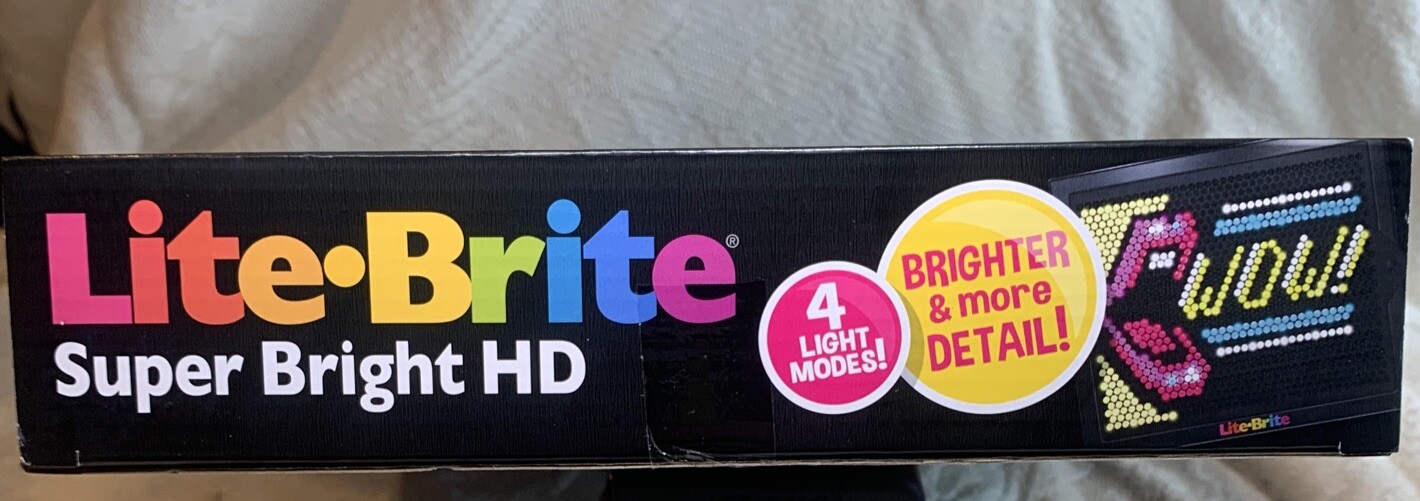 Lite•Brite®
Super Bright HD
4
LIGHT
MODES!
BRIGHTER
& more
DETAIL!
WOW!
Lite•Brite